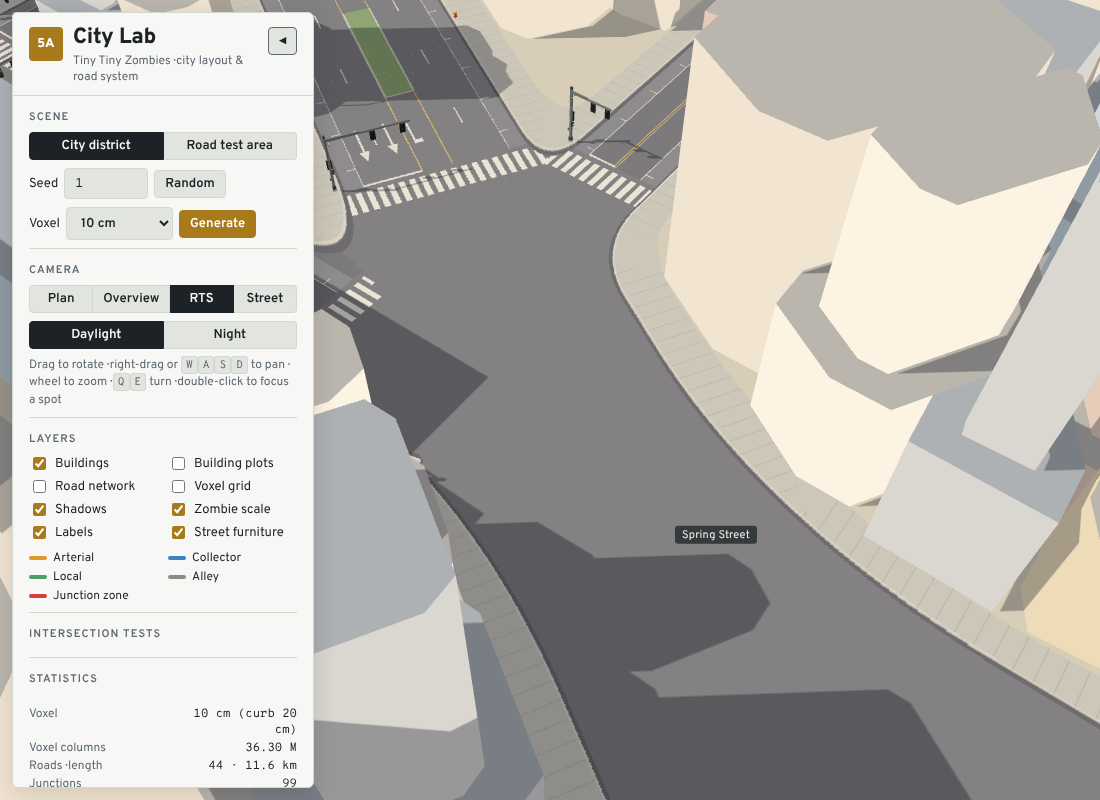 5A
City Lab
◄
Tiny Tiny Zombies · city layout &
road system
SCENE
City district
Road test area
Seed
1
Random
Voxel
10 cm
Generate
CAMERA
Plan
Overview
RTS
Street
Daylight
Night
Drag to rotate · right-drag or W A S D to pan ·
wheel to zoom · Q E turn · double-click to focus
a spot
LAYERS
Buildings
Building plots
Road network
Voxel grid
Shadows
Zombie scale
Labels
Street furniture
Arterial
Collector
Local
Alley
Junction zone
INTERSECTION TESTS
STATISTICS
Voxel
10 cm (curb 20
cm)
Voxel columns
36.30 M
Roads · length
44 · 11.6 km
Junctions
99
Spring Street